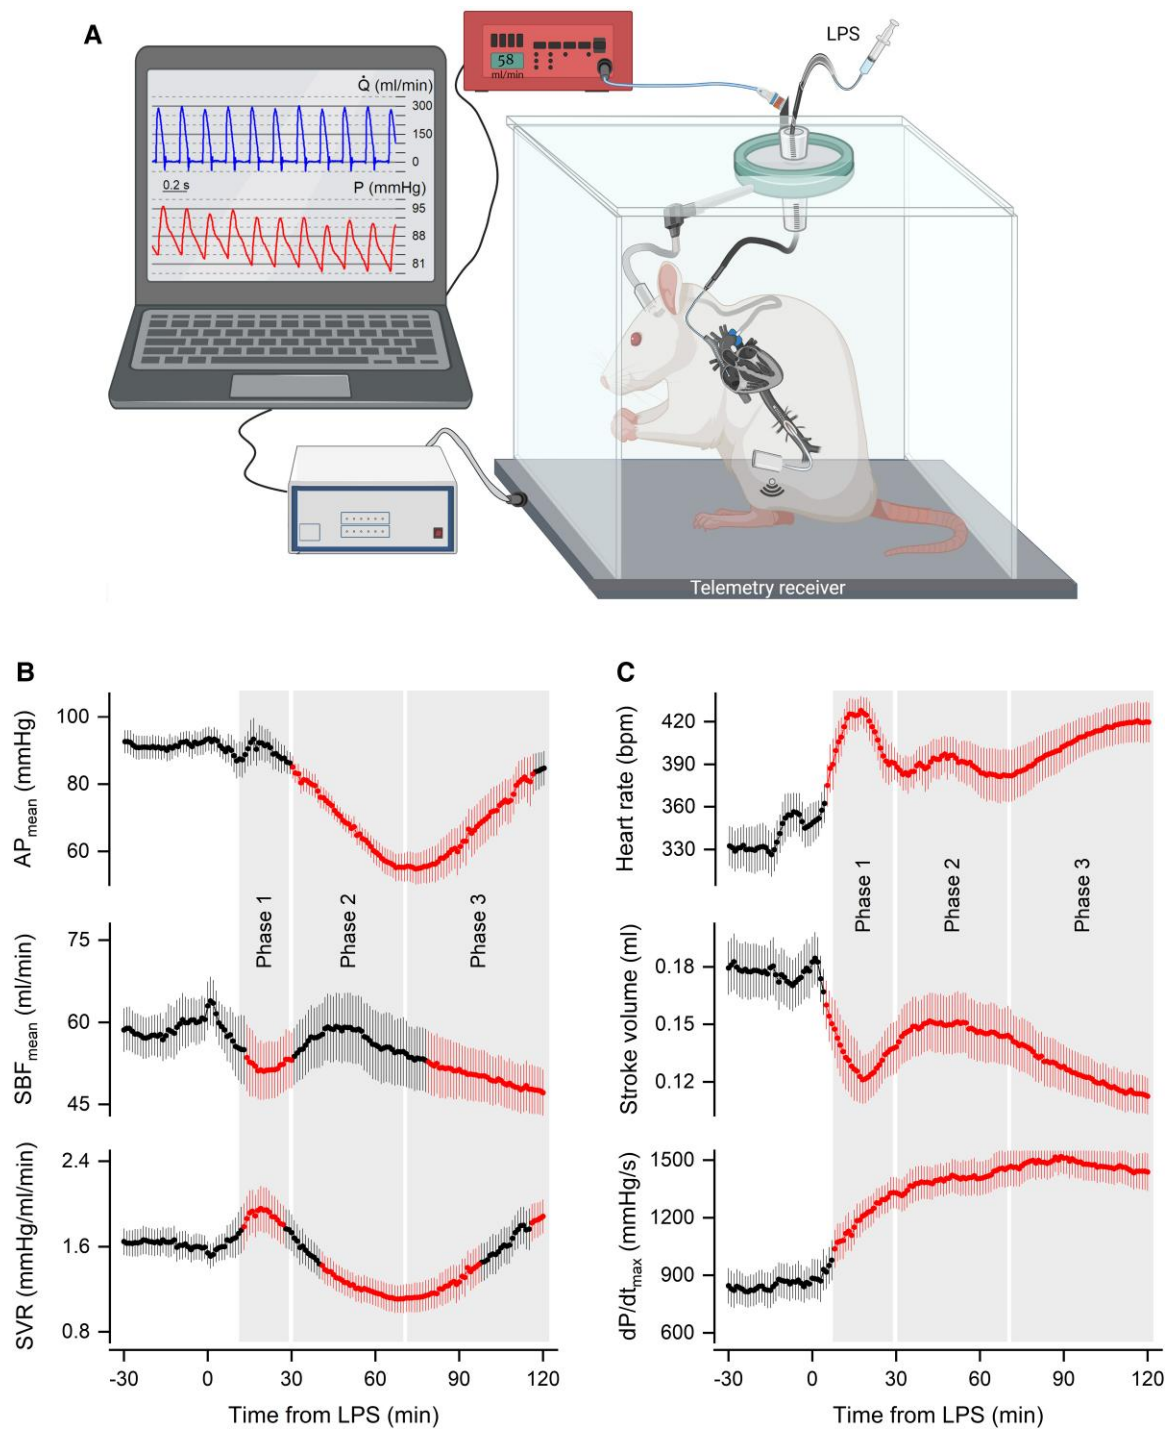 A
Q̇ (ml/min)
300
150
0
0.2 s
P (mmHg)
95
88
81
58
ml/min
LPS
Telemetry receiver
B
APmean (mmHg)
100
80
60
SBFmean (ml/min)
75
60
45
SVR (mmHg/ml/min)
2.4
1.6
0.8
Phase 1
Phase 2
Phase 3
-30 0 30 60 90 120
Time from LPS (min)
C
Heart rate (bpm)
420
390
360
330
Phase 1
Phase 2
Phase 3
Stroke volume (ml)
0.18
0.15
0.12
dP/dtmax (mmHg/s)
1500
1200
900
600
-30 0 30 60 90 120
Time from LPS (min)